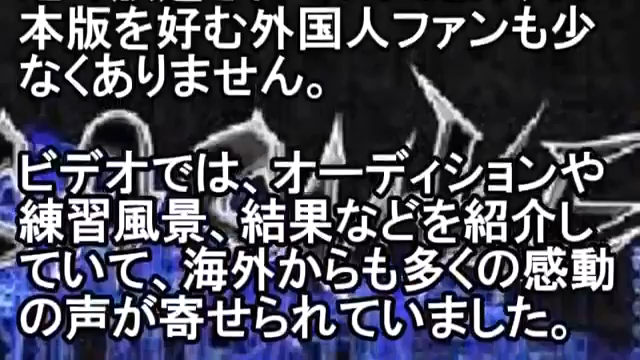 本版を好む外国人ファンも少
なくありません。
ビデオでは、オーディションや
練習風景、結果などを紹介し
ていて、海外からも多くの感動
の声が寄せられていました。